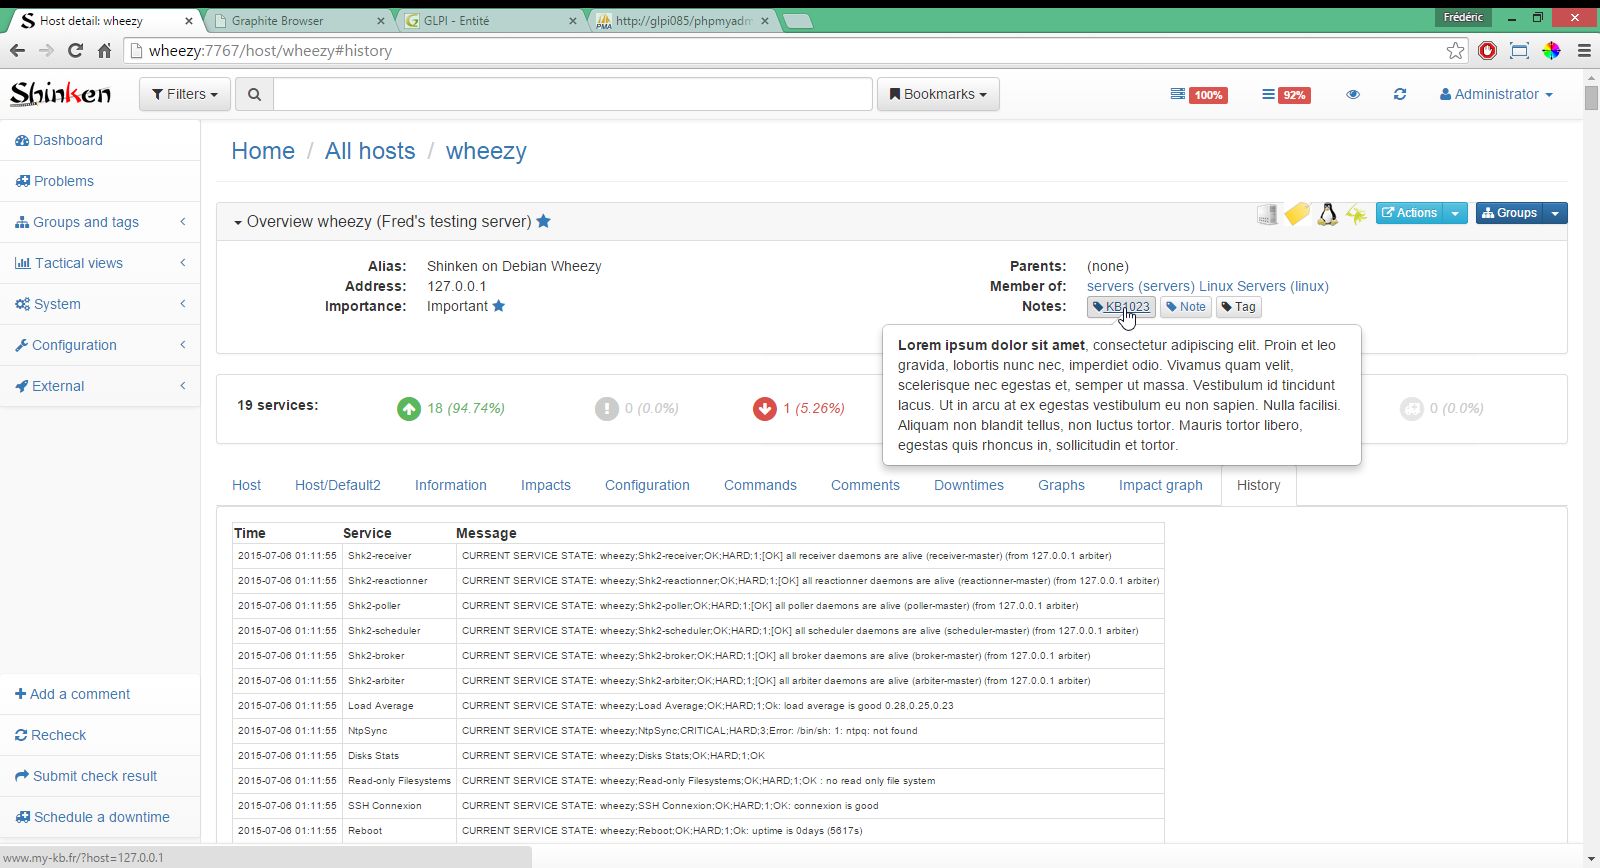 Host detail: wheezy
Graphite Browser
GLPI - Entité
http://glpi085/phpmyadm
Frédéric
wheezy:7767/host/wheezy#history
Shinken
Filters
Bookmarks
100%
92%
Administrator
Dashboard
Problems
Groups and tags
Tactical views
System
Configuration
External
Add a comment
Recheck
Submit check result
Schedule a downtime
Home / All hosts / wheezy
Overview wheezy (Fred's testing server)
Actions
Groups
Alias: Shinken on Debian Wheezy
Address: 127.0.0.1
Importance: Important
Parents: (none)
Member of: servers (servers) Linux Servers (linux)
Notes: KB1023 Note Tag
Lorem ipsum dolor sit amet, consectetur adipiscing elit. Proin et leo
gravida, lobortis nunc nec, imperdiet odio. Vivamus quam velit,
scelerisque nec egestas et, semper ut massa. Vestibulum id tincidunt
lacus. Ut in arcu at ex egestas vestibulum eu non sapien. Nulla facilisi.
Aliquam non blandit tellus, non luctus tortor. Mauris tortor libero,
egestas quis rhoncus in, sollicitudin et tortor.
19 services: 18 (94.74%) 0 (0.0%) 1 (5.26%) 0 (0.0%)
Host Host/Default2 Information Impacts Configuration Commands Comments Downtimes Graphs Impact graph History
Time Service Message
2015-07-06 01:11:55 Shk2-receiver CURRENT SERVICE STATE: wheezy;Shk2-receiver;OK;HARD;1;[OK] all receiver daemons are alive (receiver-master) (from 127.0.0.1 arbiter)
2015-07-06 01:11:55 Shk2-reactionner CURRENT SERVICE STATE: wheezy;Shk2-reactionner;OK;HARD;1;[OK] all reactionner daemons are alive (reactionner-master) (from 127.0.0.1 arbiter)
2015-07-06 01:11:55 Shk2-poller CURRENT SERVICE STATE: wheezy;Shk2-poller;OK;HARD;1;[OK] all poller daemons are alive (poller-master) (from 127.0.0.1 arbiter)
2015-07-06 01:11:55 Shk2-scheduler CURRENT SERVICE STATE: wheezy;Shk2-scheduler;OK;HARD;1;[OK] all scheduler daemons are alive (scheduler-master) (from 127.0.0.1 arbiter)
2015-07-06 01:11:55 Shk2-broker CURRENT SERVICE STATE: wheezy;Shk2-broker;OK;HARD;1;[OK] all broker daemons are alive (broker-master) (from 127.0.0.1 arbiter)
2015-07-06 01:11:55 Shk2-arbiter CURRENT SERVICE STATE: wheezy;Shk2-arbiter;OK;HARD;1;[OK] all arbiter daemons are alive (arbiter-master) (from 127.0.0.1 arbiter)
2015-07-06 01:11:55 Load Average CURRENT SERVICE STATE: wheezy;Load Average;OK;HARD;1;Ok: load average is good 0.28,0.25,0.23
2015-07-06 01:11:55 NtpSync CURRENT SERVICE STATE: wheezy;NtpSync;CRITICAL;HARD;3;Error: /bin/sh: 1: ntpq: not found
2015-07-06 01:11:55 Disks Stats CURRENT SERVICE STATE: wheezy;Disks Stats;OK;HARD;1;OK
2015-07-06 01:11:55 Read-only Filesystems CURRENT SERVICE STATE: wheezy;Read-only Filesystems;OK;HARD;1;OK : no read only file system
2015-07-06 01:11:55 SSH Connexion CURRENT SERVICE STATE: wheezy;SSH Connexion;OK;HARD;1;OK: connexion is good
2015-07-06 01:11:55 Reboot CURRENT SERVICE STATE: wheezy;Reboot;OK;HARD;1;Ok: uptime is 0days (5617s)
www.my-kb.fr/?host=127.0.0.1